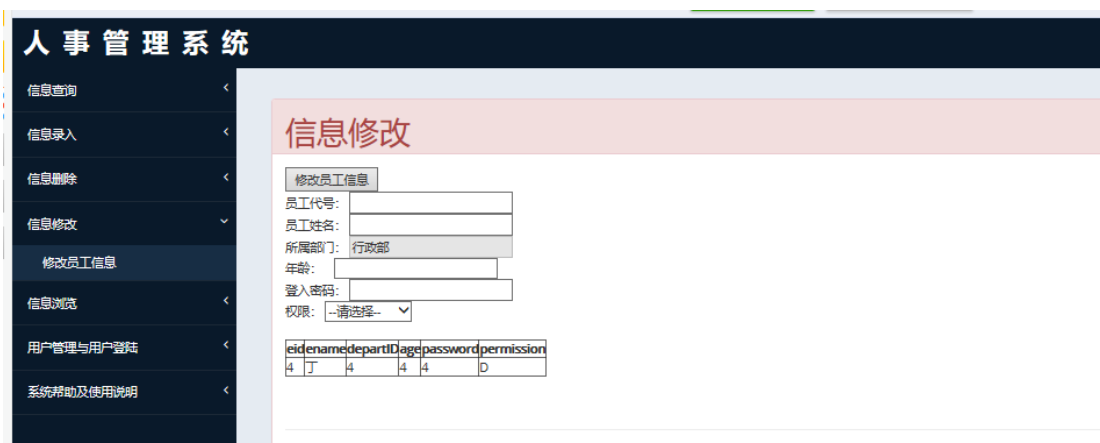 人事管理系统
信息查询
信息录入
信息删除
信息修改
修改员工信息
信息浏览
用户管理与用户登陆
系统帮助及使用说明
信息修改
修改员工信息
员工代号：
员工姓名：
所属部门： 行政部
年龄：
登入密码：
权限： --请选择--
eid ename departID age password permission
4 丁 4 4 4 D